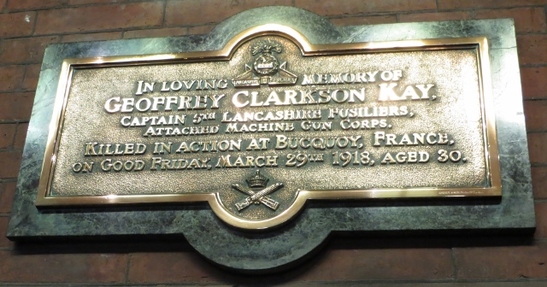 IN LOVING MEMORY OF
GEOFFREY CLARKSON KAY,
CAPTAIN 5TH LANCASHIRE FUSILIERS,
ATTACHED MACHINE GUN CORPS.
KILLED IN ACTION AT BUCQUOY, FRANCE,
ON GOOD FRIDAY, MARCH 29TH 1918, AGED 30.